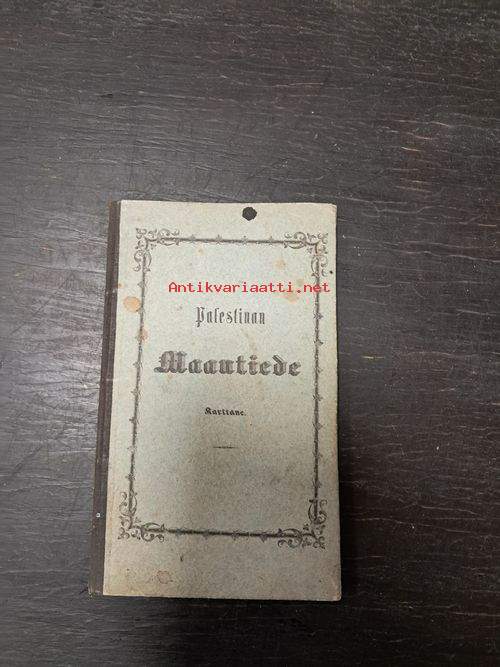 Antikvariaatti.net
Palestinan
Maantiede
Karttane.